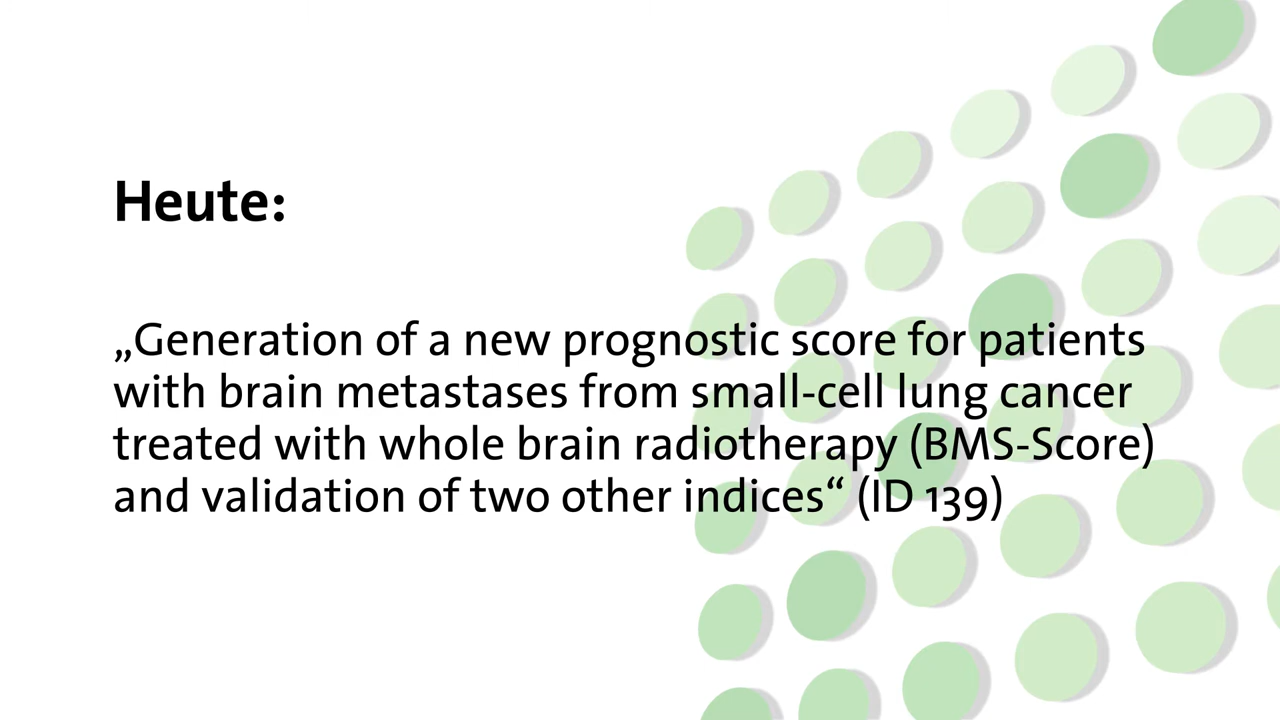 Heute:
„Generation of a new prognostic score for patients
with brain metastases from small-cell lung cancer
treated with whole brain radiotherapy (BMS-Score)
and validation of two other indices“ (ID 139)